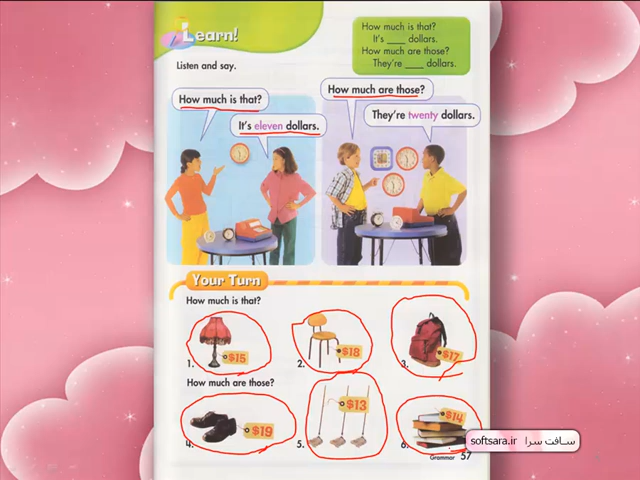 Learn!
How much is that?
It's ____ dollars.
How much are those?
They're ____ dollars.
Listen and say.
How much is that?
It's eleven dollars.
How much are those?
They're twenty dollars.
Your Turn
How much is that?
1.
$15
2.
$18
3.
$17
How much are those?
4.
$19
5.
$13
6.
$14
softsara.ir سافت سرا
Grammar 57